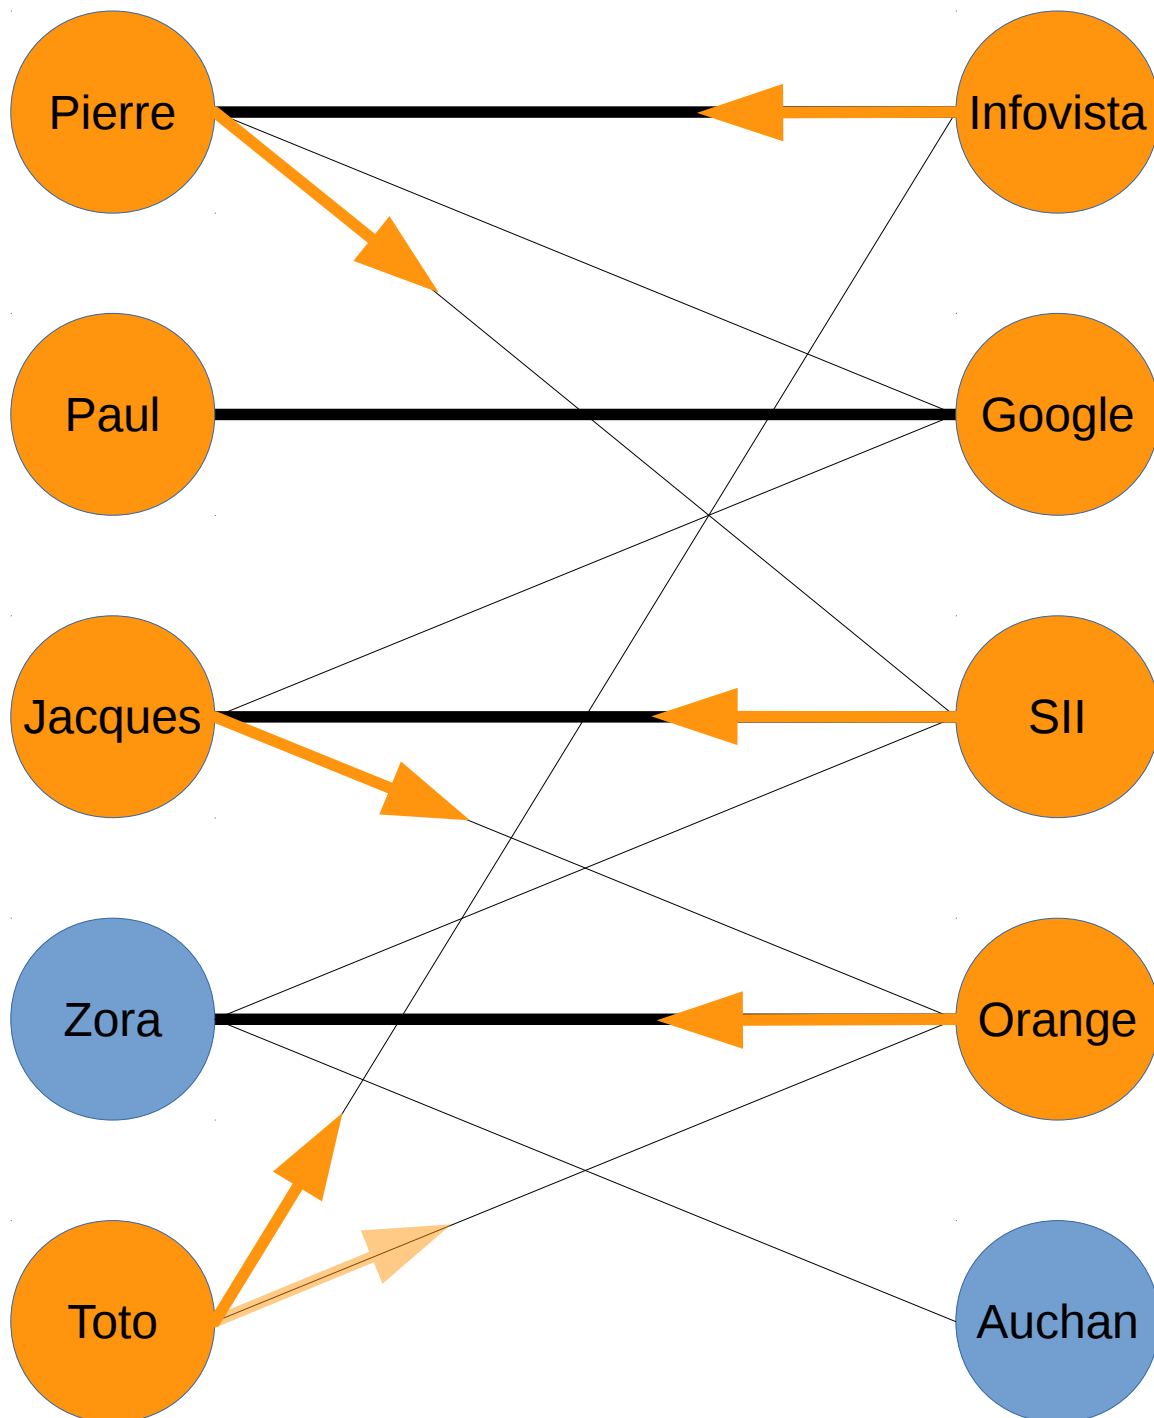 Pierre
Infovista
Paul
Google
Jacques
SII
Zora
Orange
Toto
Auchan